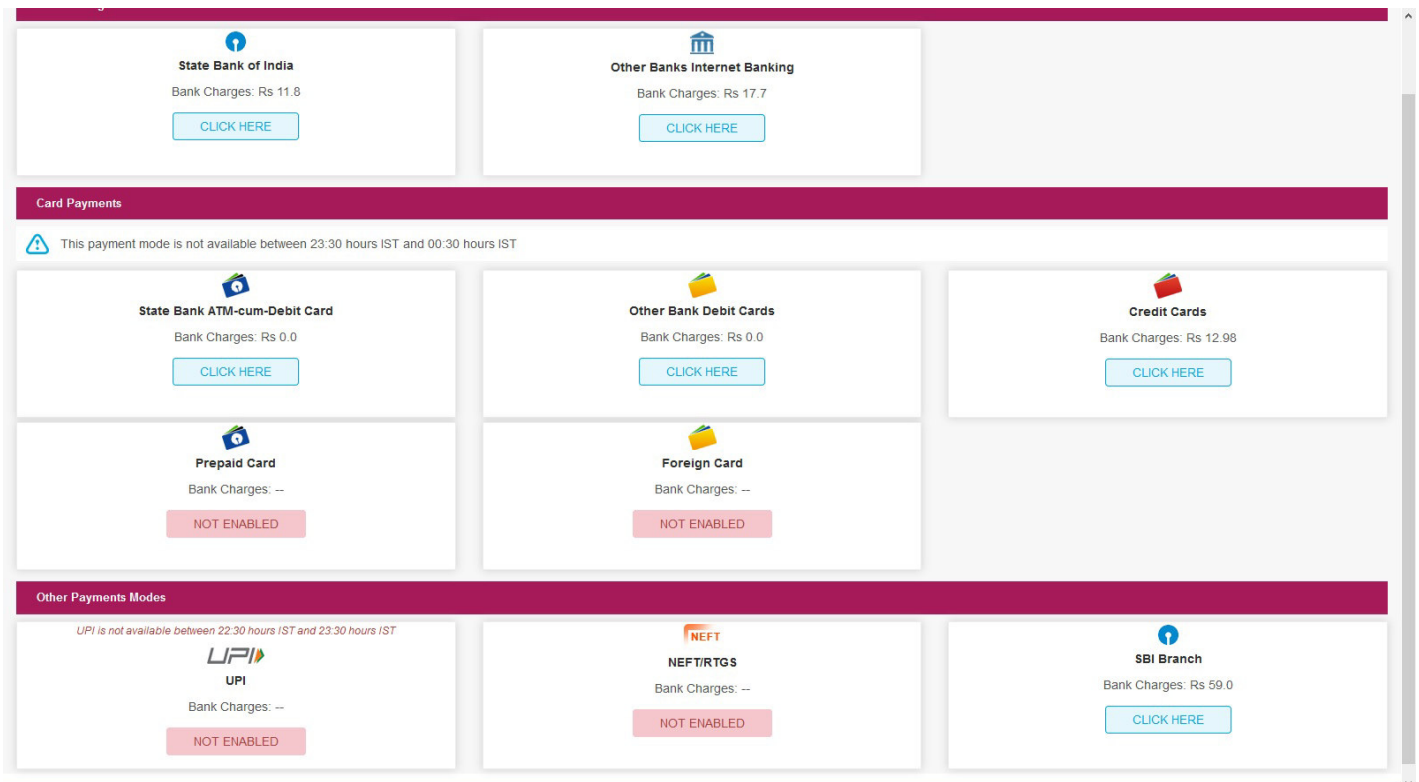 State Bank of India
Bank Charges: Rs 11.8
CLICK HERE
Other Banks Internet Banking
Bank Charges: Rs 17.7
CLICK HERE
Card Payments
This payment mode is not available between 23:30 hours IST and 00:30 hours IST
State Bank ATM-cum-Debit Card
Bank Charges: Rs 0.0
CLICK HERE
Other Bank Debit Cards
Bank Charges: Rs 0.0
CLICK HERE
Credit Cards
Bank Charges: Rs 12.98
CLICK HERE
Prepaid Card
Bank Charges: --
NOT ENABLED
Foreign Card
Bank Charges: --
NOT ENABLED
Other Payments Modes
UPI is not available between 22:30 hours IST and 23:30 hours IST
UPI
UPI
Bank Charges: --
NOT ENABLED
NEFT
NEFT/RTGS
Bank Charges: --
NOT ENABLED
SBI Branch
Bank Charges: Rs 59.0
CLICK HERE